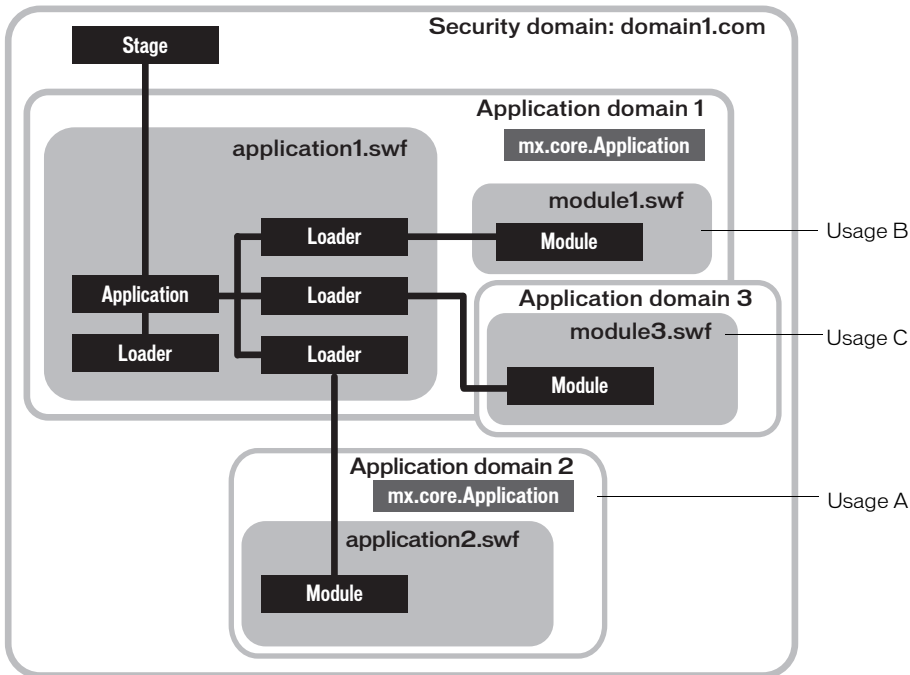 Security domain: domain1.com
Stage
Application domain 1
mx.core.Application
application1.swf
module1.swf
Loader
Module
Usage B
Application
Loader
Application domain 3
module3.swf
Usage C
Loader
Loader
Module
Application domain 2
mx.core.Application
Usage A
application2.swf
Module